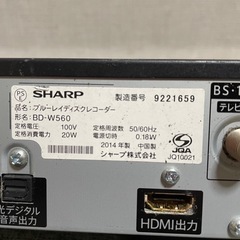 SHARP
製造番号 9221659
品名:ブルーレイディスクレコーダー
形名:BD-W560
定格電圧 100V 定格周波数 50/60Hz
定格消費電力 20W 電源切時 0.18W
2014年製 中国製
シャープ株式会社
JQA
JQ10021
BS・1
テレビ
光デジタル
音声出力
HDMI出力